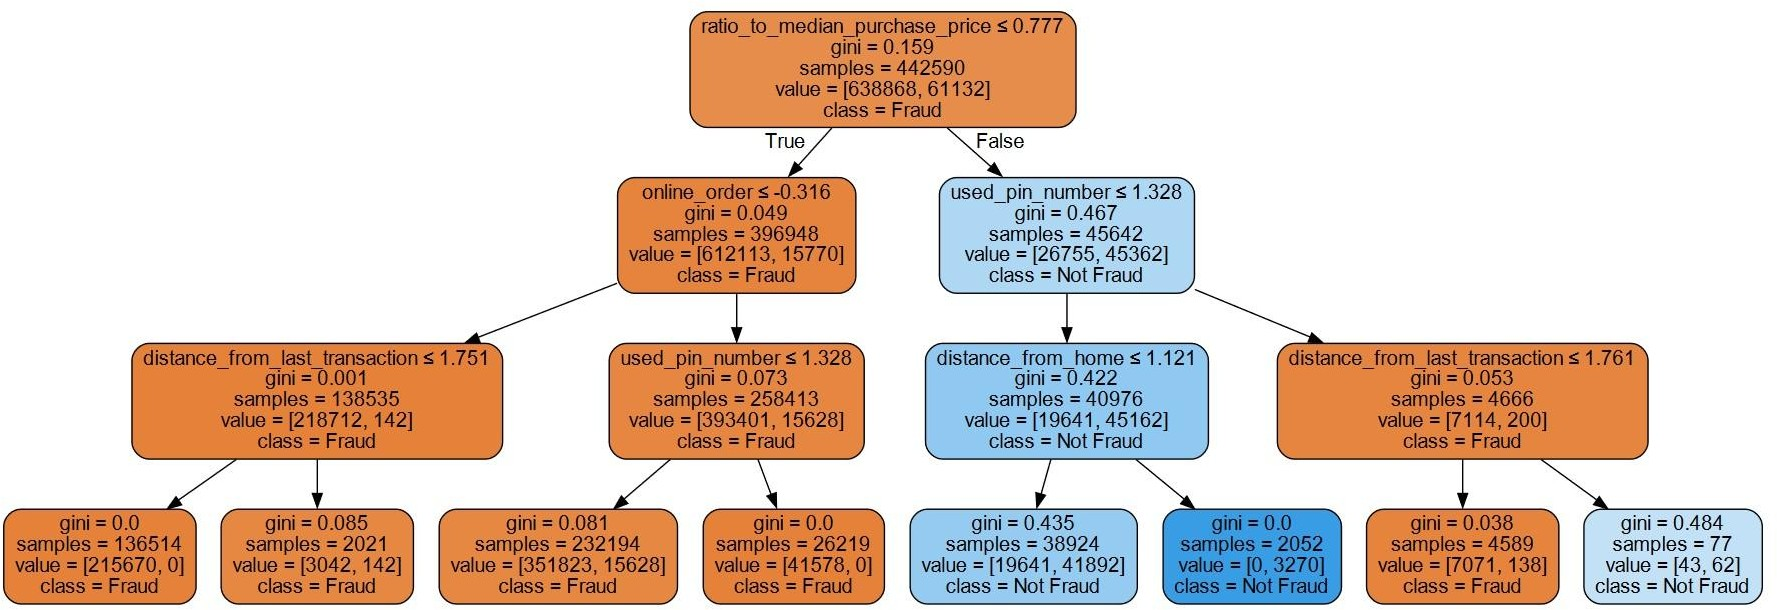 ratio_to_median_purchase_price ≤ 0.777
gini = 0.159
samples = 442590
value = [638868, 61132]
class = Fraud
True
False
online_order ≤ -0.316
gini = 0.049
samples = 396948
value = [612113, 15770]
class = Fraud
used_pin_number ≤ 1.328
gini = 0.467
samples = 45642
value = [26755, 45362]
class = Not Fraud
distance_from_last_transaction ≤ 1.751
gini = 0.001
samples = 138535
value = [218712, 142]
class = Fraud
used_pin_number ≤ 1.328
gini = 0.073
samples = 258413
value = [393401, 15628]
class = Fraud
distance_from_home ≤ 1.121
gini = 0.422
samples = 40976
value = [19641, 45162]
class = Not Fraud
distance_from_last_transaction ≤ 1.761
gini = 0.053
samples = 4666
value = [7114, 200]
class = Fraud
gini = 0.0
samples = 136514
value = [215670, 0]
class = Fraud
gini = 0.085
samples = 2021
value = [3042, 142]
class = Fraud
gini = 0.081
samples = 232194
value = [351823, 15628]
class = Fraud
gini = 0.0
samples = 26219
value = [41578, 0]
class = Fraud
gini = 0.435
samples = 38924
value = [19641, 41892]
class = Not Fraud
gini = 0.0
samples = 2052
value = [0, 3270]
class = Not Fraud
gini = 0.038
samples = 4589
value = [7071, 138]
class = Fraud
gini = 0.484
samples = 77
value = [43, 62]
class = Not Fraud